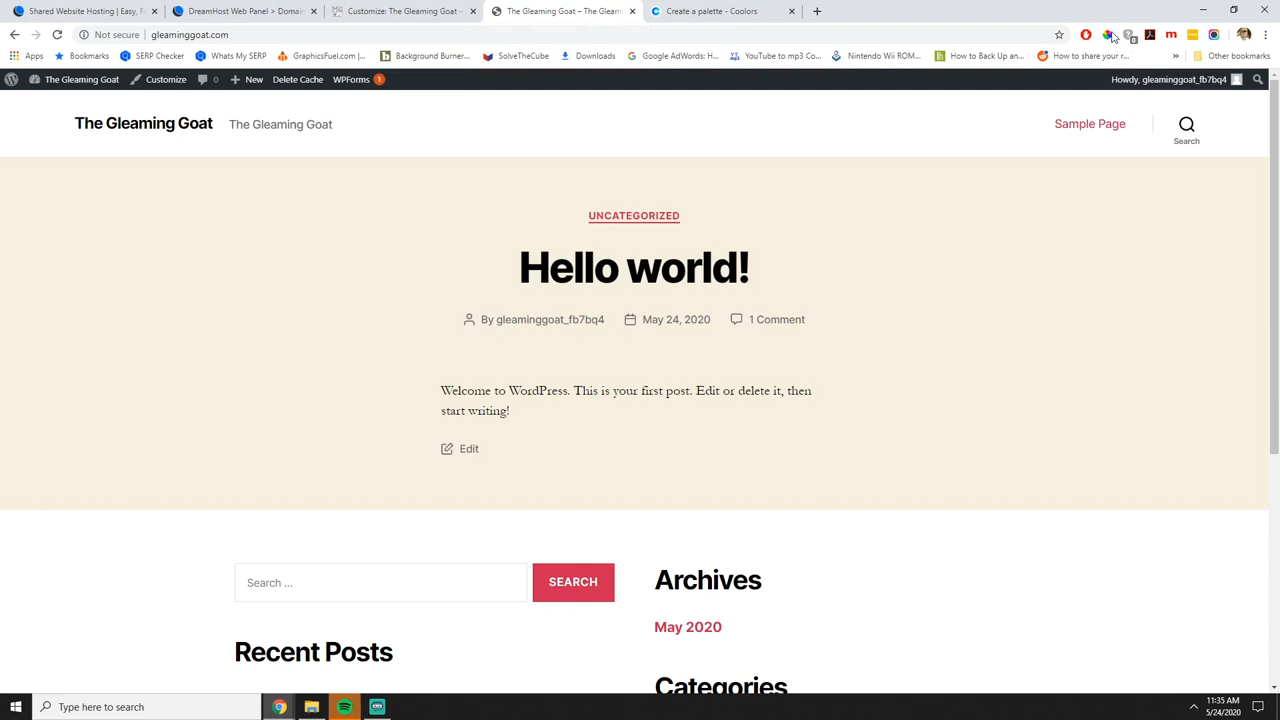 Shared Website Hosting | Easy, F
DreamHost Web Panel > Domain
Customize: The Gleaming Goat -
The Gleaming Goat – The Gleam
Create a palette - Coolors
Not secure | gleaminggoat.com
Apps
Bookmarks
SERP Checker
Whats My SERP
GraphicsFuel.com (...
Background Burner...
SolveTheCube
Downloads
Google AdWords: H...
YouTube to mp3 Co...
Nintendo Wii ROM...
How to Back Up an...
How to share your r...
»
Other bookmarks
The Gleaming Goat
Customize
0
New
Delete Cache
WPForms 1
Howdy, gleaminggoat_fb7bq4
The Gleaming Goat
The Gleaming Goat
Sample Page
Search
UNCATEGORIZED
Hello world!
By gleaminggoat_fb7bq4
May 24, 2020
1 Comment
Welcome to WordPress. This is your first post. Edit or delete it, then
start writing!
Edit
Search …
SEARCH
Archives
May 2020
Recent Posts
Categories
Type here to search
11:35 AM
5/24/2020